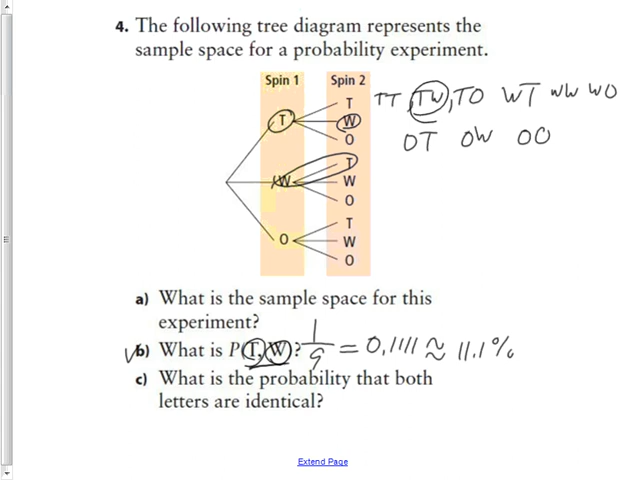 4. The following tree diagram represents the
sample space for a probability experiment.
Spin 1 Spin 2
T
T
W
O
W
T
W
O
O
T
W
O
TT, TW, TO WT WW WO
OT OW OO
a) What is the sample space for this
experiment?
b) What is P(T, W)? 1/9 = 0.1111 ≈ 11.1%
c) What is the probability that both
letters are identical?
Extend Page